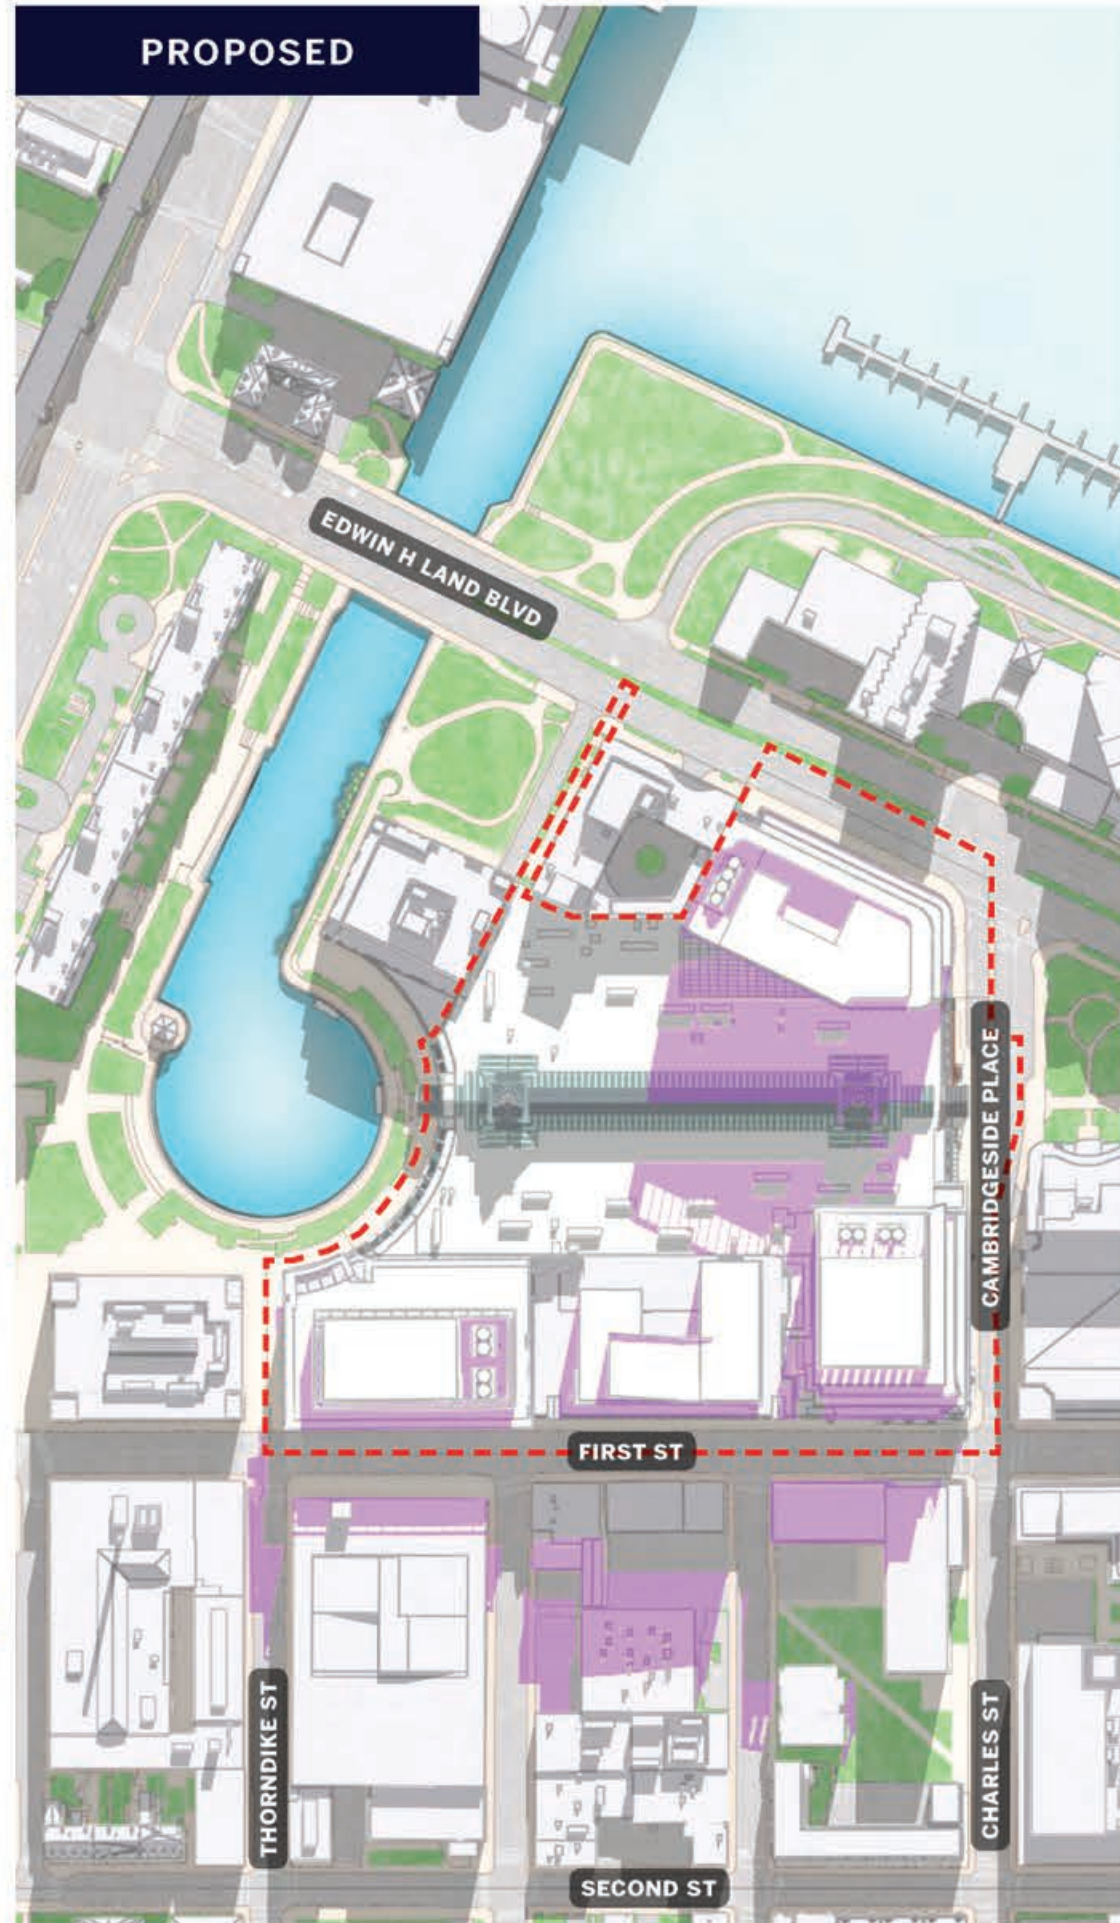 PROPOSED
EDWIN H LAND BLVD
CAMBRIDGESIDE PLACE
FIRST ST
THORNDIKE ST
CHARLES ST
SECOND ST